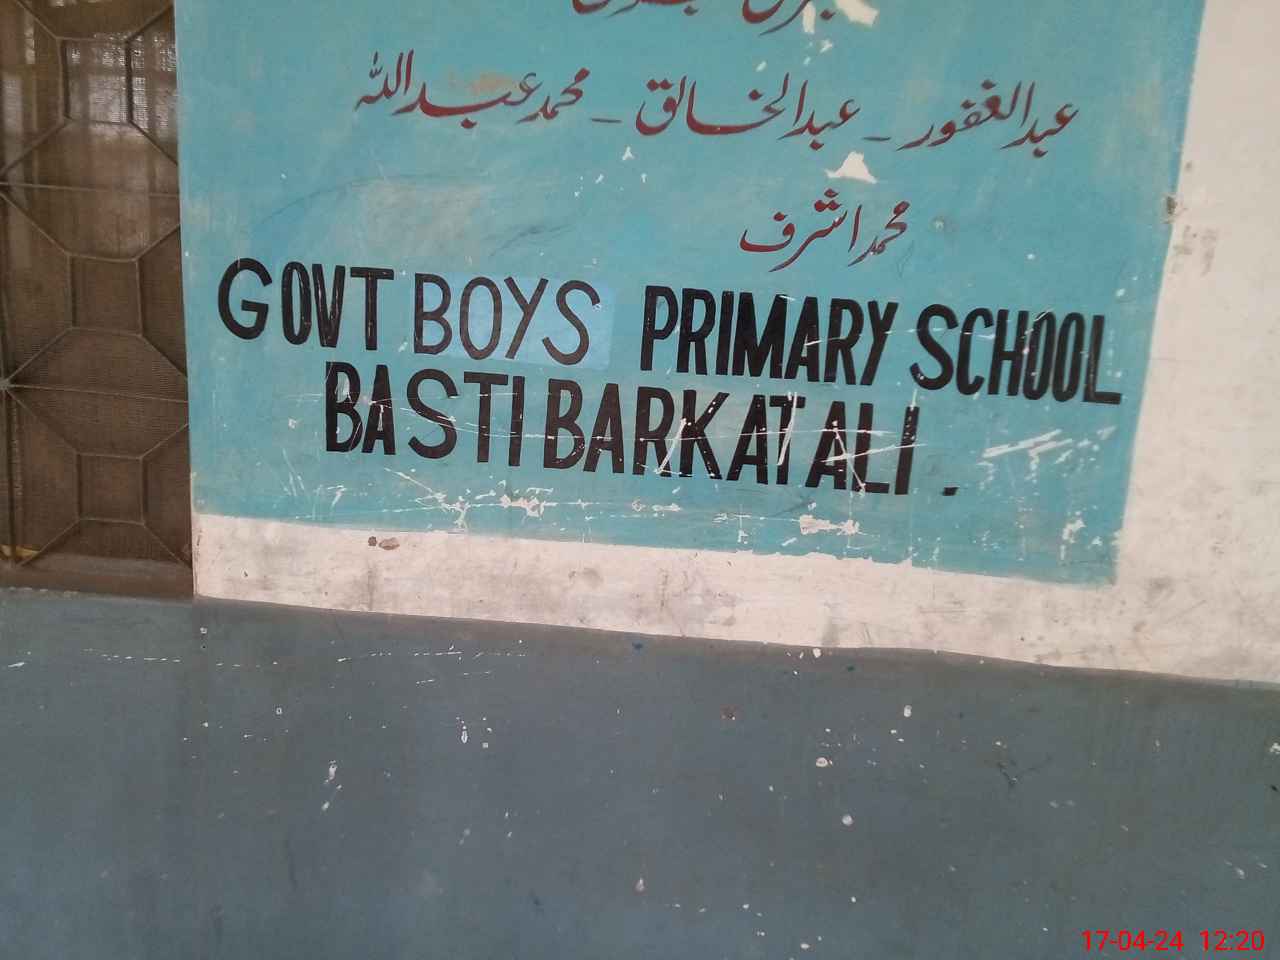 عبدالغفور - عبدالخالق - محمد عبداللہ
محمد اشرف
GOVT BOYS PRIMARY SCHOOL
BASTI BARKAT ALI.
17-04-24 12:20